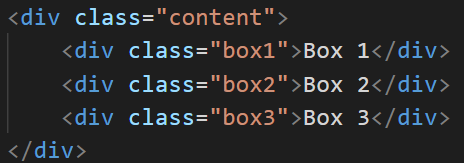 <div class="content">
    <div class="box1">Box 1</div>
    <div class="box2">Box 2</div>
    <div class="box3">Box 3</div>
</div>